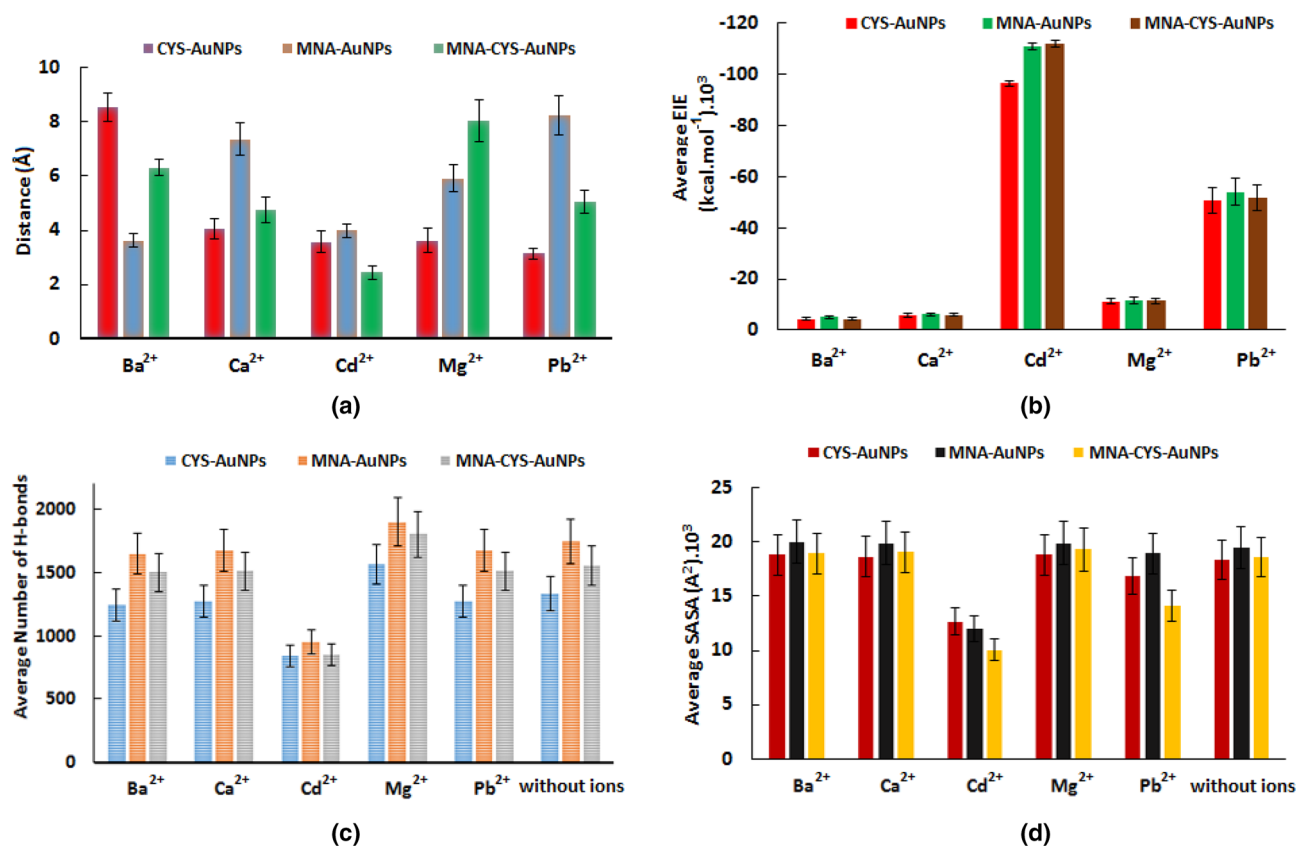 CYS-AuNPs MNA-AuNPs MNA-CYS-AuNPs
Distance (Å)
10
8
6
4
2
0
Ba²⁺ Ca²⁺ Cd²⁺ Mg²⁺ Pb²⁺
(a)
CYS-AuNPs MNA-AuNPs MNA-CYS-AuNPs
Average EIE
(kcal.mol⁻¹).10³
-120
-100
-80
-60
-40
-20
0
Ba²⁺ Ca²⁺ Cd²⁺ Mg²⁺ Pb²⁺
(b)
CYS-AuNPs MNA-AuNPs MNA-CYS-AuNPs
Average Number of H-bonds
2000
1500
1000
500
0
Ba²⁺ Ca²⁺ Cd²⁺ Mg²⁺ Pb²⁺ without ions
(c)
CYS-AuNPs MNA-AuNPs MNA-CYS-AuNPs
Average SASA (A²).10³
25
20
15
10
5
0
Ba²⁺ Ca²⁺ Cd²⁺ Mg²⁺ Pb²⁺ without ions
(d)